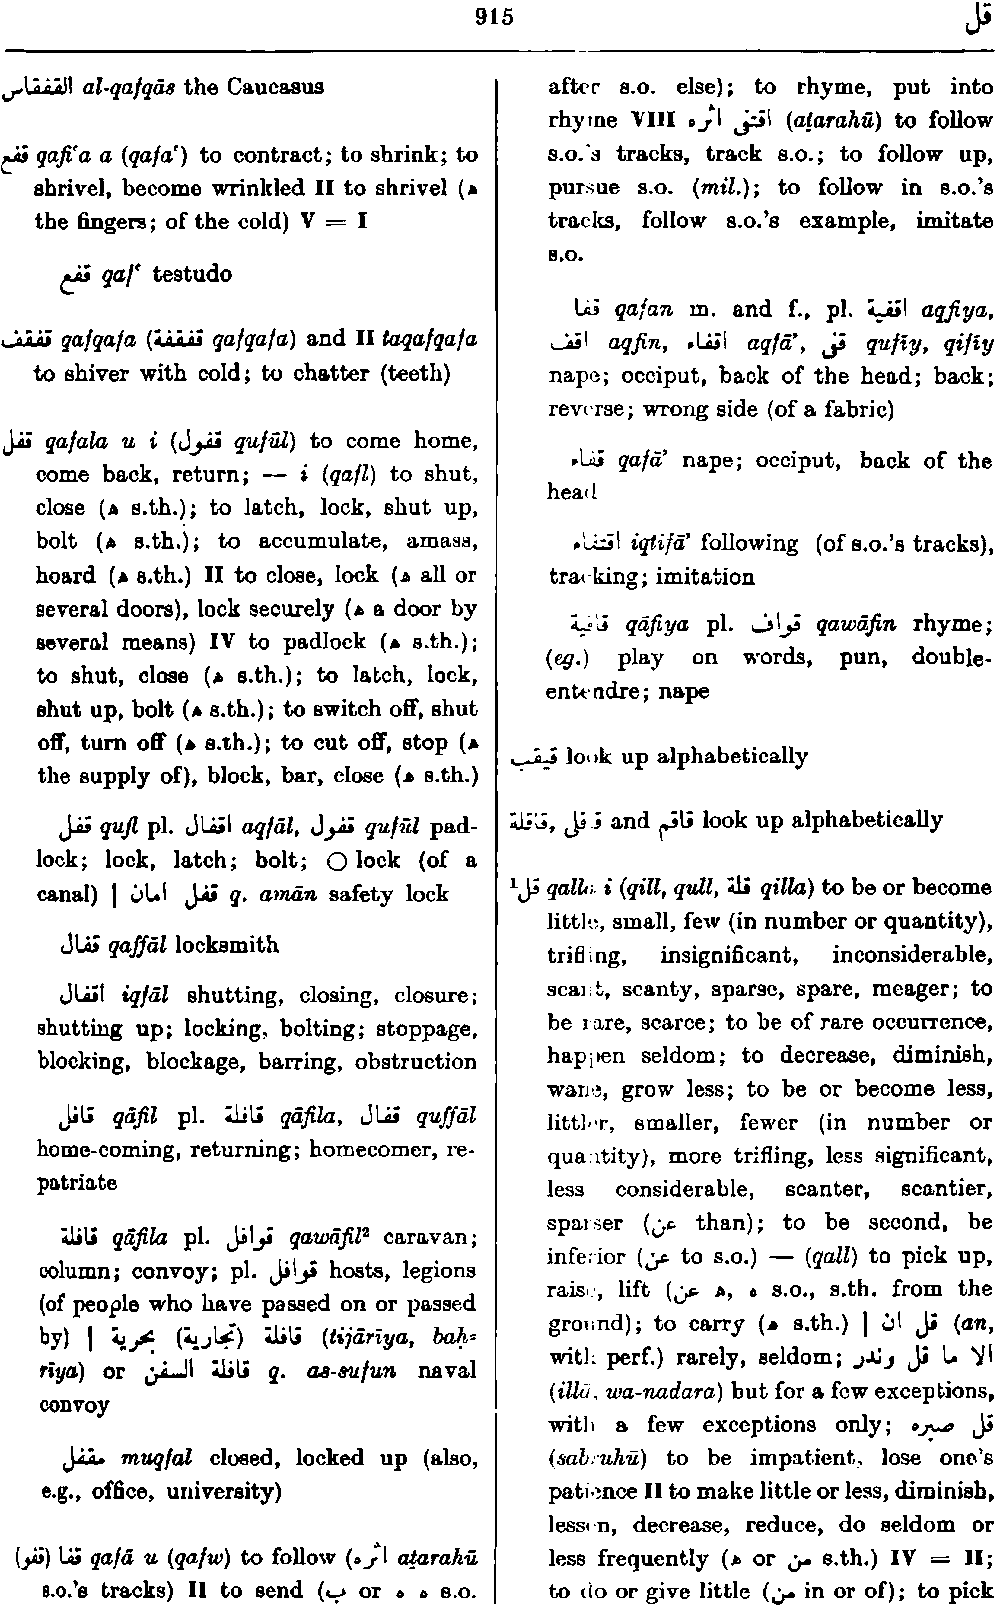 915
قل
القفقاس al-qafqās the Caucasus
قفع qafiʿa a (qafaʿ) to contract; to shrink; to
shrivel, become wrinkled II to shrivel (ه
the fingers; of the cold) V = I
قفع qafʿ testudo
قفقف qafqafa (قفقفة qafqafa) and II taqafqafa
to shiver with cold; to chatter (teeth)
قفل qafala u i (قفول qufūl) to come home,
come back, return; — i (qafl) to shut,
close (ه s.th.); to latch, lock, shut up,
bolt (ه s.th.); to accumulate, amass,
hoard (ه s.th.) II to close, lock (ه all or
several doors), lock securely (ه a door by
several means) IV to padlock (ه s.th.);
to shut, close (ه s.th.); to latch, lock,
shut up, bolt (ه s.th.); to switch off, shut
off, turn off (ه s.th.); to cut off, stop (ه
the supply of), block, bar, close (ه s.th.)
قفل qufl pl. اقفال aqfāl, قفول qufūl pad-
lock; lock, latch; bolt; ○ lock (of a
canal) | قفل أمان q. amān safety lock
قفال qaffāl locksmith
اقفال iqfāl shutting, closing, closure;
shutting up; locking, bolting; stoppage,
blocking, blockage, barring, obstruction
قافل qāfil pl. قافلة qāfila, قفال quffāl
home-coming, returning; homecomer, re-
patriate
قافلة qāfila pl. قوافل qawāfil² caravan;
column; convoy; pl. قوافل hosts, legions
(of people who have passed on or passed
by) | قافلة (تجارية) بحرية (tijārīya, baḥ-
rīya) or قافلة السفن q. as-sufun naval
convoy
مقفل muqfal closed, locked up (also,
e.g., office, university)
(قفو) قفا qafā u (qafw) to follow (اثره aṯarahū
s.o.'s tracks) II to send (ب or ه ه s.o.
after s.o. else); to rhyme, put into
rhyme VIII اقتفى اثره (aṯarahū) to follow
s.o.'s tracks, track s.o.; to follow up,
pursue s.o. (mil.); to follow in s.o.'s
tracks, follow s.o.'s example, imitate
s.o.
قفا qafan m. and f., pl. اقفية aqfiya,
اقف aqfin, اقفاء aqfāʾ, قفى qufīy, qifīy
nape; occiput, back of the head; back;
reverse; wrong side (of a fabric)
قفاء qafāʾ nape; occiput, back of the
head
اقتفاء iqtifāʾ following (of s.o.'s tracks),
tracking; imitation
قافية qāfiya pl. قواف qawāfin rhyme;
(eg.) play on words, pun, double-
entendre; nape
قيقب look up alphabetically
قاقلة, قاقلى and قاقم look up alphabetically
¹قل qalla i (qill, qull, قلة qilla) to be or become
little, small, few (in number or quantity),
trifling, insignificant, inconsiderable,
scant, scanty, sparse, spare, meager; to
be rare, scarce; to be of rare occurrence,
happen seldom; to decrease, diminish,
wane, grow less; to be or become less,
littler, smaller, fewer (in number or
quantity), more trifling, less significant,
less considerable, scanter, scantier,
sparser (عن than); to be second, be
inferior (عن to s.o.) — (qall) to pick up,
raise, lift (عن ه, ه s.o., s.th. from the
ground); to carry (ه s.th.) | قل ان (an,
with perf.) rarely, seldom; الا ما قل وندر
(illā, wa-nadara) but for a few exceptions,
with a few exceptions only; قل صبره
(sabruhū) to be impatient, lose one's
patience II to make little or less, diminish,
lessen, decrease, reduce, do seldom or
less frequently (ه or من s.th.) IV = II;
to do or give little (من in or of); to pick